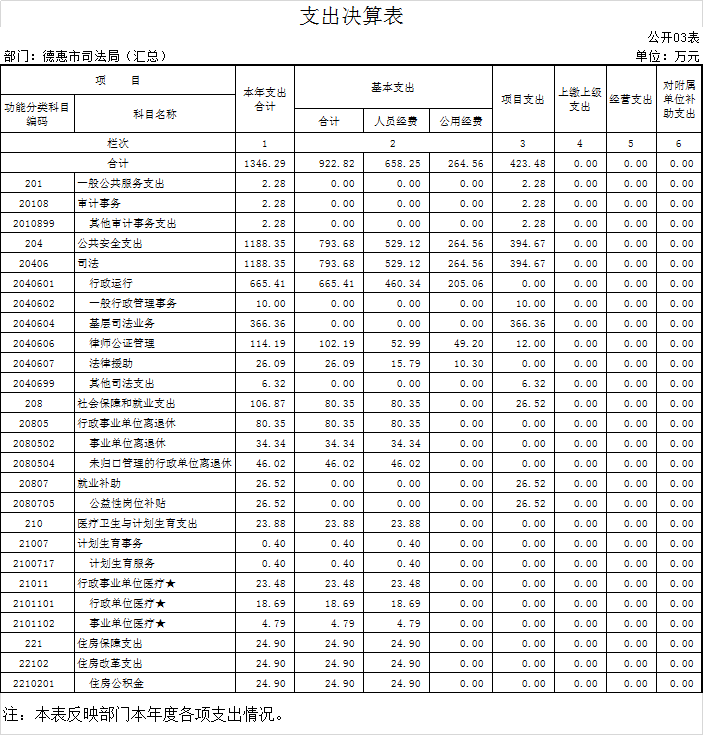 支出决算表
公开03表
部门：德惠市司法局（汇总） 单位：万元
项 目 本年支出合计 基本支出 项目支出 上缴上级支出 经营支出 对附属单位补助支出
功能分类科目编码 科目名称 合计 人员经费 公用经费
栏次 1 2 3 4 5 6
合计 1346.29 922.82 658.25 264.56 423.48 0.00 0.00 0.00
201 一般公共服务支出 2.28 0.00 0.00 0.00 2.28 0.00 0.00 0.00
20108 审计事务 2.28 0.00 0.00 0.00 2.28 0.00 0.00 0.00
2010899 其他审计事务支出 2.28 0.00 0.00 0.00 2.28 0.00 0.00 0.00
204 公共安全支出 1188.35 793.68 529.12 264.56 394.67 0.00 0.00 0.00
20406 司法 1188.35 793.68 529.12 264.56 394.67 0.00 0.00 0.00
2040601 行政运行 665.41 665.41 460.34 205.06 0.00 0.00 0.00 0.00
2040602 一般行政管理事务 10.00 0.00 0.00 0.00 10.00 0.00 0.00 0.00
2040604 基层司法业务 366.36 0.00 0.00 0.00 366.36 0.00 0.00 0.00
2040606 律师公证管理 114.19 102.19 52.99 49.20 12.00 0.00 0.00 0.00
2040607 法律援助 26.09 26.09 15.79 10.30 0.00 0.00 0.00 0.00
2040699 其他司法支出 6.32 0.00 0.00 0.00 6.32 0.00 0.00 0.00
208 社会保障和就业支出 106.87 80.35 80.35 0.00 26.52 0.00 0.00 0.00
20805 行政事业单位离退休 80.35 80.35 80.35 0.00 0.00 0.00 0.00 0.00
2080502 事业单位离退休 34.34 34.34 34.34 0.00 0.00 0.00 0.00 0.00
2080504 未归口管理的行政单位离退休 46.02 46.02 46.02 0.00 0.00 0.00 0.00 0.00
20807 就业补助 26.52 0.00 0.00 0.00 26.52 0.00 0.00 0.00
2080705 公益性岗位补贴 26.52 0.00 0.00 0.00 26.52 0.00 0.00 0.00
210 医疗卫生与计划生育支出 23.88 23.88 23.88 0.00 0.00 0.00 0.00 0.00
21007 计划生育事务 0.40 0.40 0.40 0.00 0.00 0.00 0.00 0.00
2100717 计划生育服务 0.40 0.40 0.40 0.00 0.00 0.00 0.00 0.00
21011 行政事业单位医疗★ 23.48 23.48 23.48 0.00 0.00 0.00 0.00 0.00
2101101 行政单位医疗★ 18.69 18.69 18.69 0.00 0.00 0.00 0.00 0.00
2101102 事业单位医疗★ 4.79 4.79 4.79 0.00 0.00 0.00 0.00 0.00
221 住房保障支出 24.90 24.90 24.90 0.00 0.00 0.00 0.00 0.00
22102 住房改革支出 24.90 24.90 24.90 0.00 0.00 0.00 0.00 0.00
2210201 住房公积金 24.90 24.90 24.90 0.00 0.00 0.00 0.00 0.00
注：本表反映部门本年度各项支出情况。